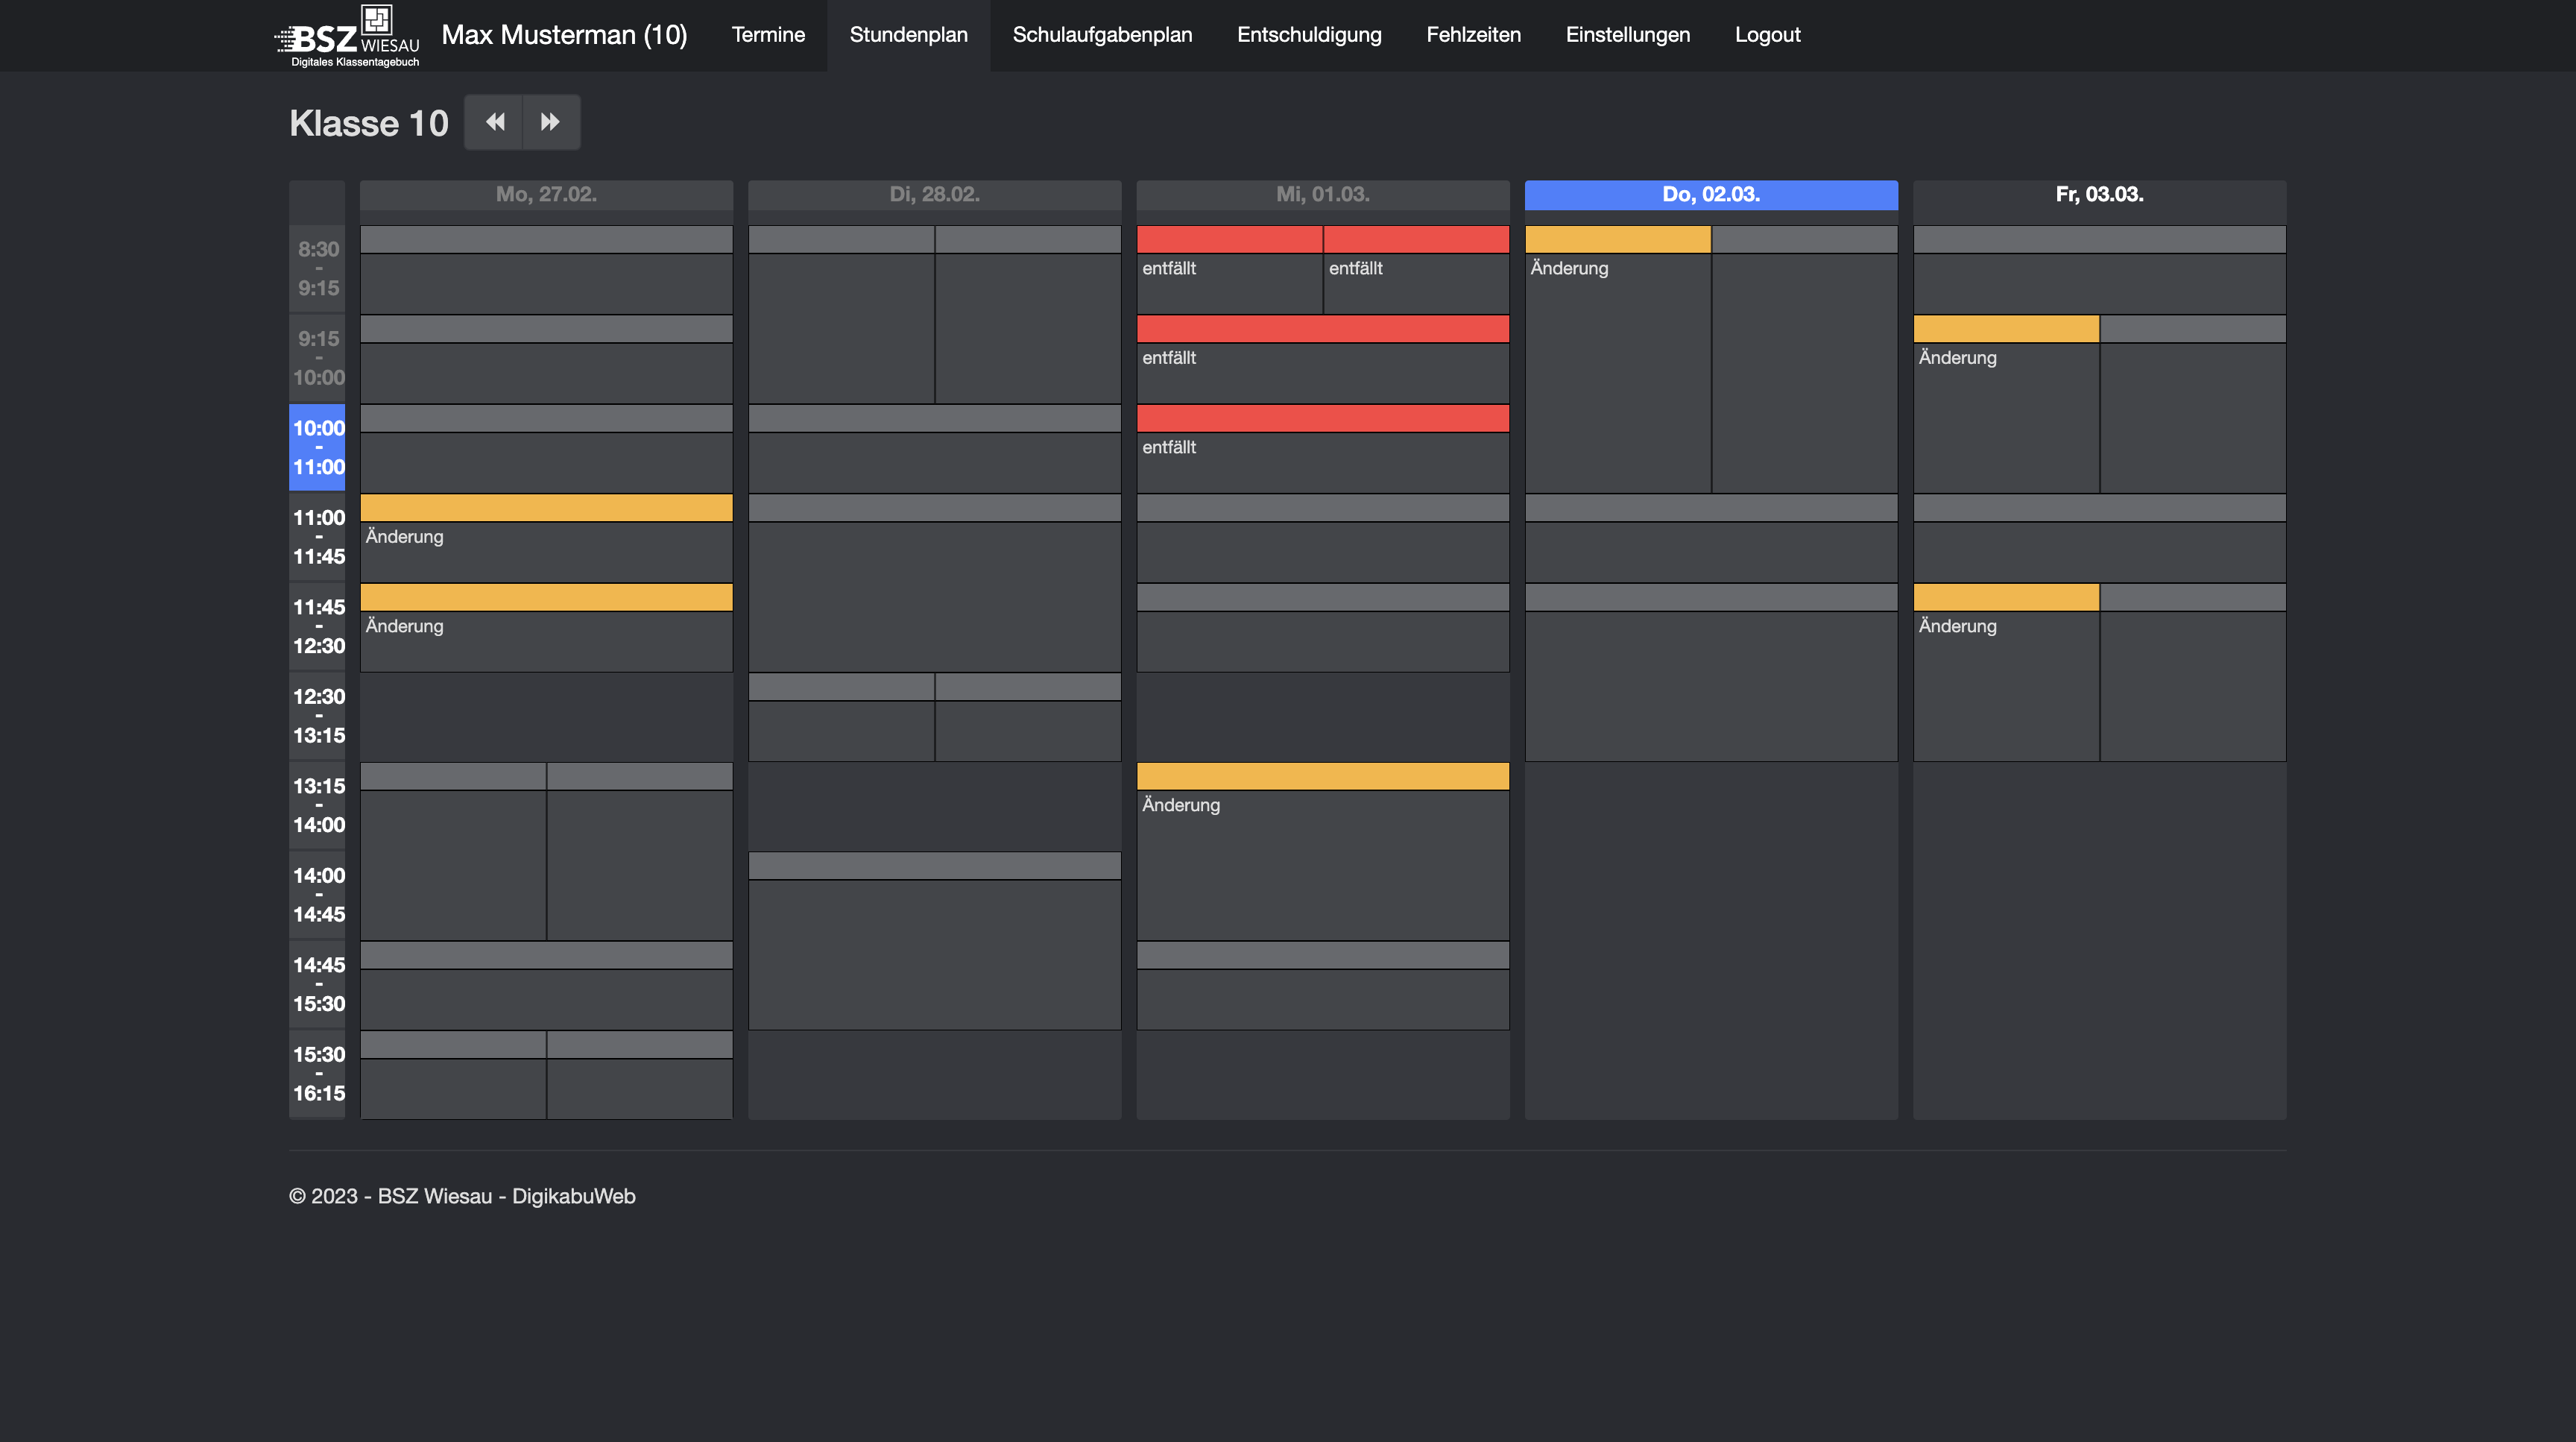 BSZ WIESAU
Digitales Klassentagebuch
Max Musterman (10)
Termine
Stundenplan
Schulaufgabenplan
Entschuldigung
Fehlzeiten
Einstellungen
Logout
Klasse 10
Mo, 27.02.
Di, 28.02.
Mi, 01.03.
Do, 02.03.
Fr, 03.03.
8:30
-
9:15
entfällt
entfällt
Änderung
9:15
-
10:00
entfällt
Änderung
10:00
-
11:00
entfällt
11:00
-
11:45
Änderung
11:45
-
12:30
Änderung
Änderung
12:30
-
13:15
13:15
-
14:00
Änderung
14:00
-
14:45
14:45
-
15:30
15:30
-
16:15
© 2023 - BSZ Wiesau - DigikabuWeb